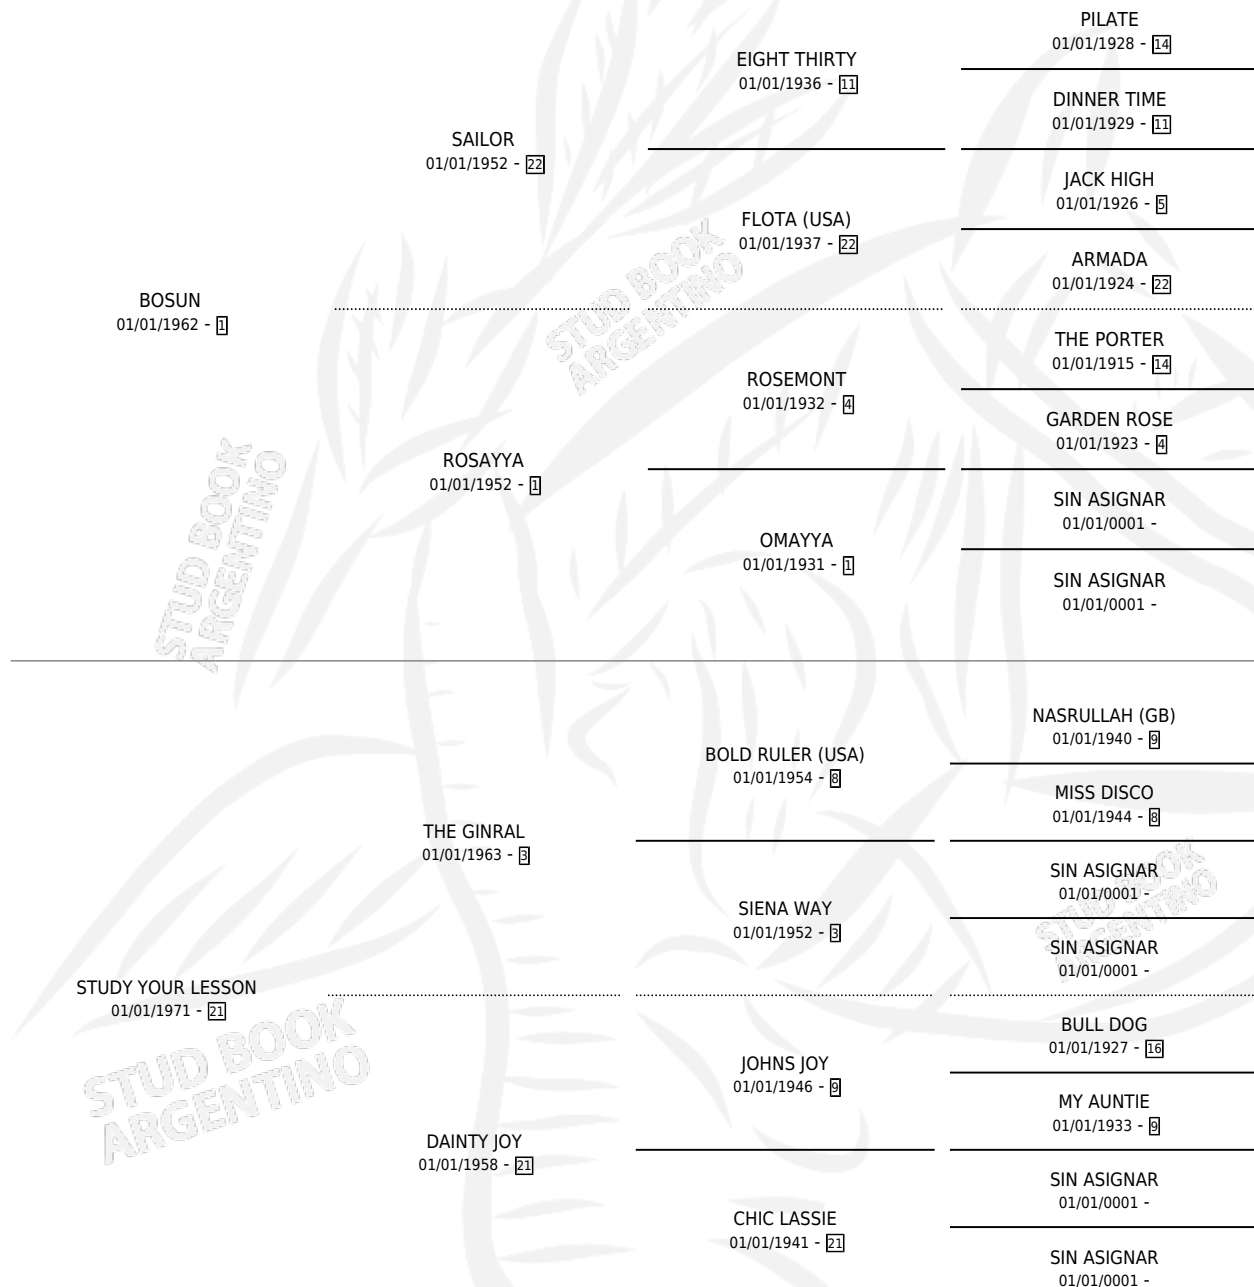 PILATE
01/01/1928 - 14
EIGHT THIRTY
01/01/1936 - 11
DINNER TIME
01/01/1929 - 11
SAILOR
01/01/1952 - 22
JACK HIGH
01/01/1926 - 5
FLOTA (USA)
01/01/1937 - 22
ARMADA
01/01/1924 - 22
BOSUN
01/01/1962 - 1
THE PORTER
01/01/1915 - 14
ROSEMONT
01/01/1932 - 4
GARDEN ROSE
01/01/1923 - 4
ROSAYYA
01/01/1952 - 1
SIN ASIGNAR
01/01/0001 -
OMAYYA
01/01/1931 - 1
SIN ASIGNAR
01/01/0001 -
NASRULLAH (GB)
01/01/1940 - 9
BOLD RULER (USA)
01/01/1954 - 8
MISS DISCO
01/01/1944 - 8
THE GINRAL
01/01/1963 - 3
SIN ASIGNAR
01/01/0001 -
SIENA WAY
01/01/1952 - 3
SIN ASIGNAR
01/01/0001 -
STUDY YOUR LESSON
01/01/1971 - 21
BULL DOG
01/01/1927 - 16
JOHNS JOY
01/01/1946 - 9
MY AUNTIE
01/01/1933 - 9
DAINTY JOY
01/01/1958 - 21
SIN ASIGNAR
01/01/0001 -
CHIC LASSIE
01/01/1941 - 21
SIN ASIGNAR
01/01/0001 -
STUD BOOK
ARGENTINO
STUD BOOK
ARGENTINO
STUD BOOK
ARGENTINO
STUD BOOK
ARGENTINO